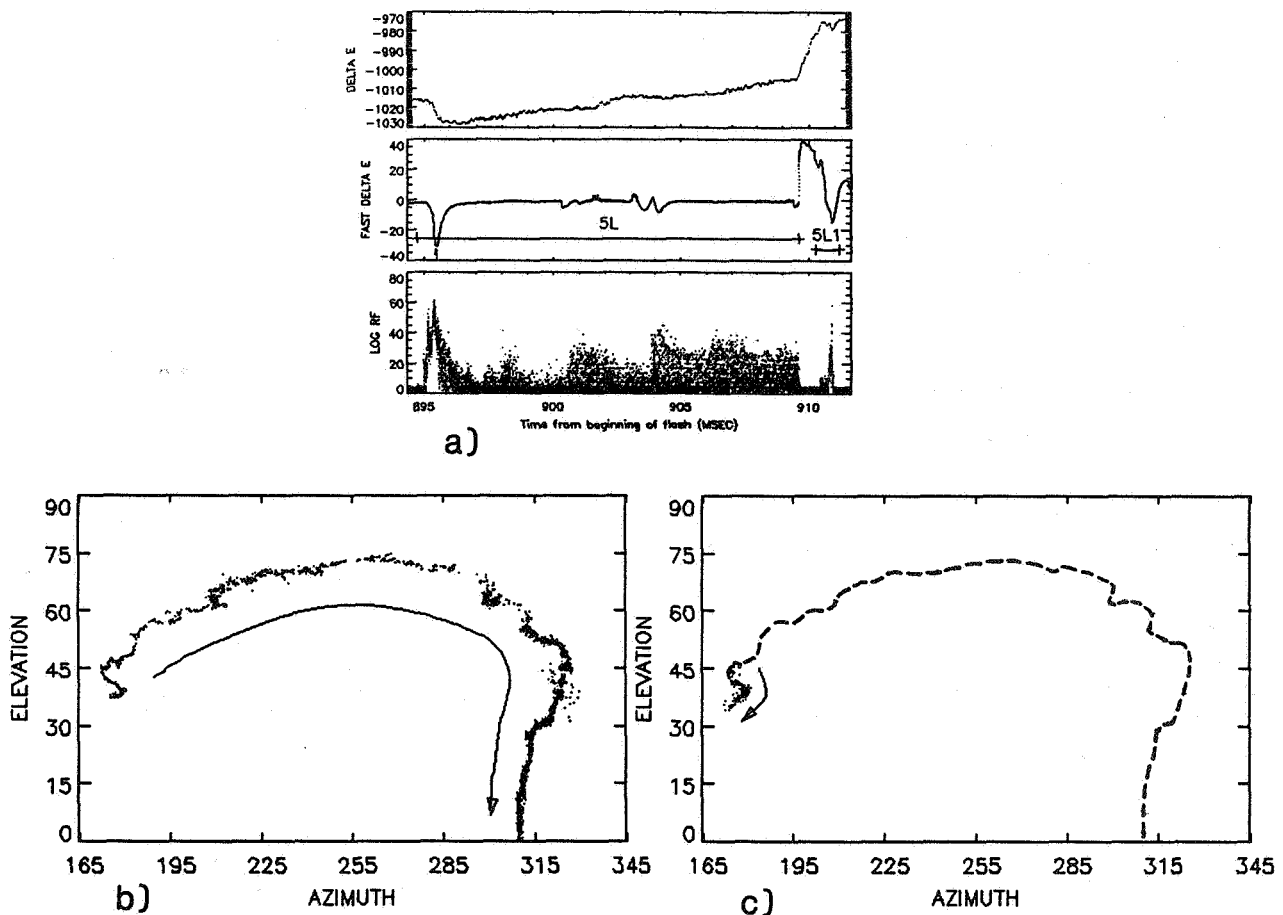 DELTA E
-970
-980
-990
-1000
-1010
-1020
-1030
FAST DELTA E
40
20
0
-20
-40
5L
5L1
LOG RF
80
60
40
20
0
895 900 905 910
Time from beginning of flash (MSEC)
a)
ELEVATION
90
75
60
45
30
15
0
165 195 225 255 285 315 345
AZIMUTH
b)
ELEVATION
90
75
60
45
30
15
0
165 195 225 255 285 315 345
AZIMUTH
c)